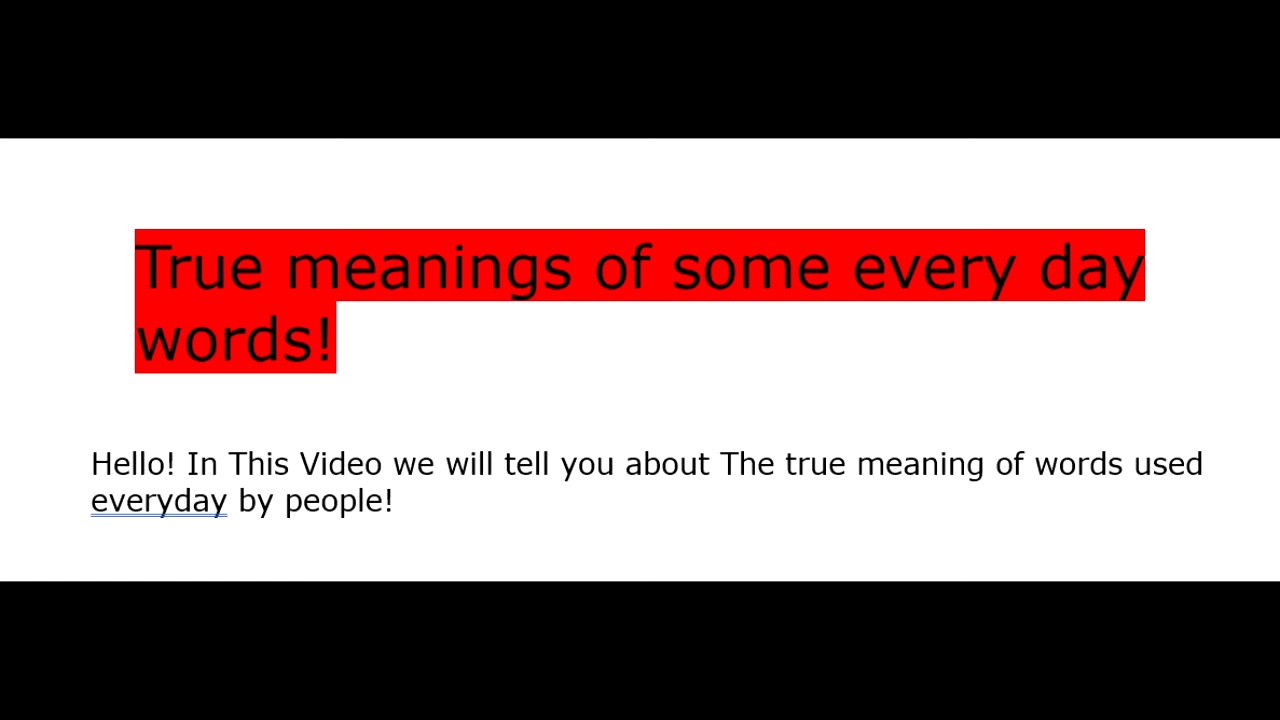 True meanings of some every day
words!
Hello! In This Video we will tell you about The true meaning of words used
everyday by people!